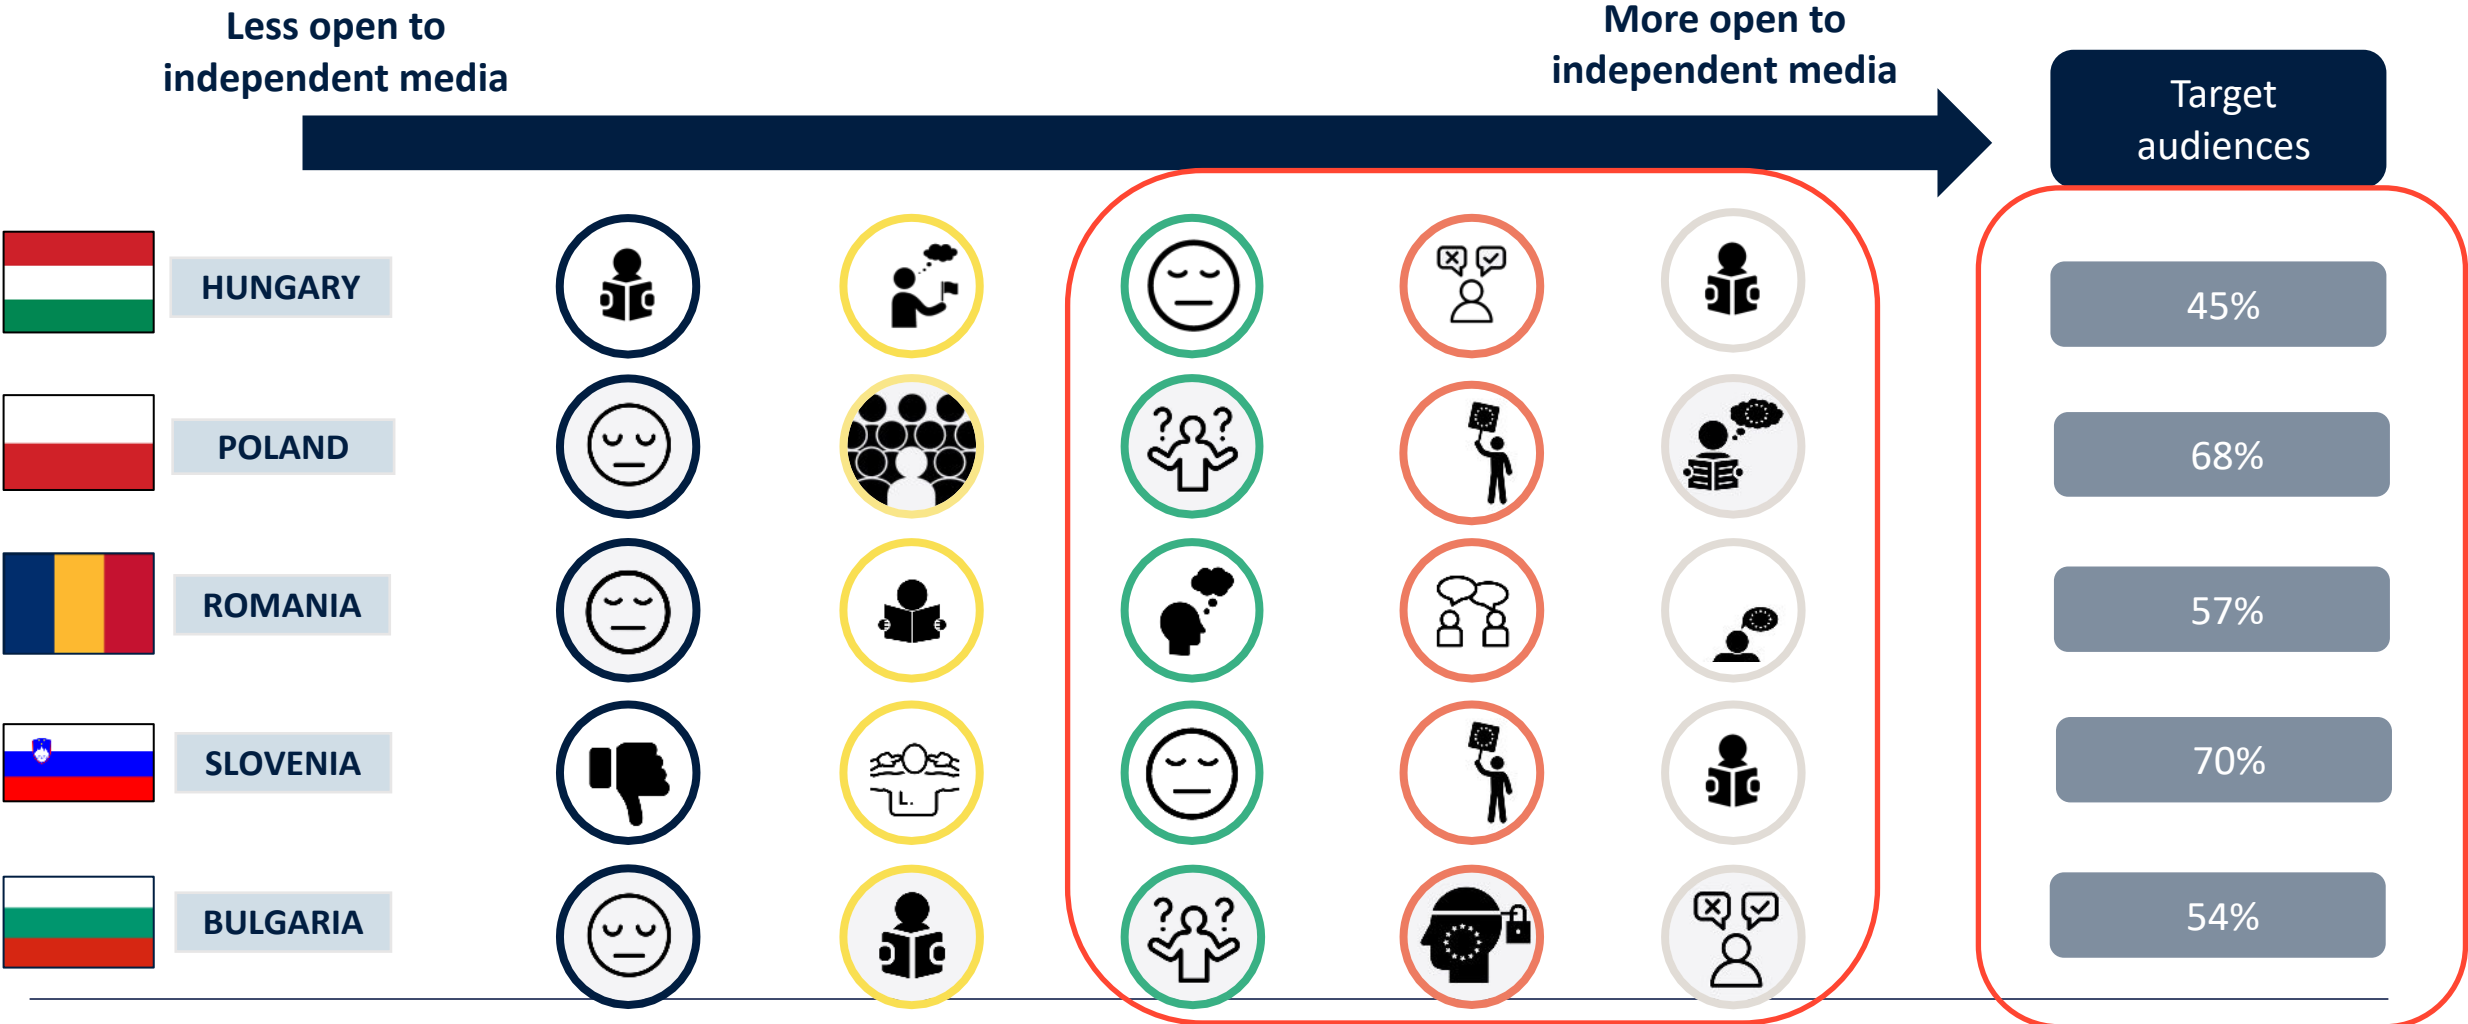 Less open to
independent media
More open to
independent media
Target
audiences
HUNGARY
45%
POLAND
68%
ROMANIA
57%
SLOVENIA
L.
70%
BULGARIA
54%